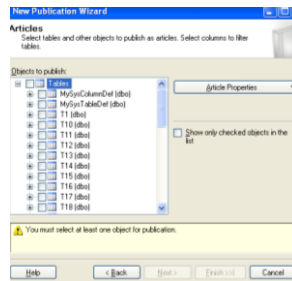 New Publication Wizard
Articles
Select tables and other objects to publish as articles. Select columns to filter
tables.
Objects to publish:
Tables
MySysColumnDef (dbo)
MySysTableDef (dbo)
T1 (dbo)
T10 (dbo)
T11 (dbo)
T12 (dbo)
T13 (dbo)
T14 (dbo)
T15 (dbo)
T16 (dbo)
T17 (dbo)
T18 (dbo)
Article Properties
Show only checked objects in the
list
You must select at least one object for publication.
Help
< Back
Next >
Finish >>|
Cancel